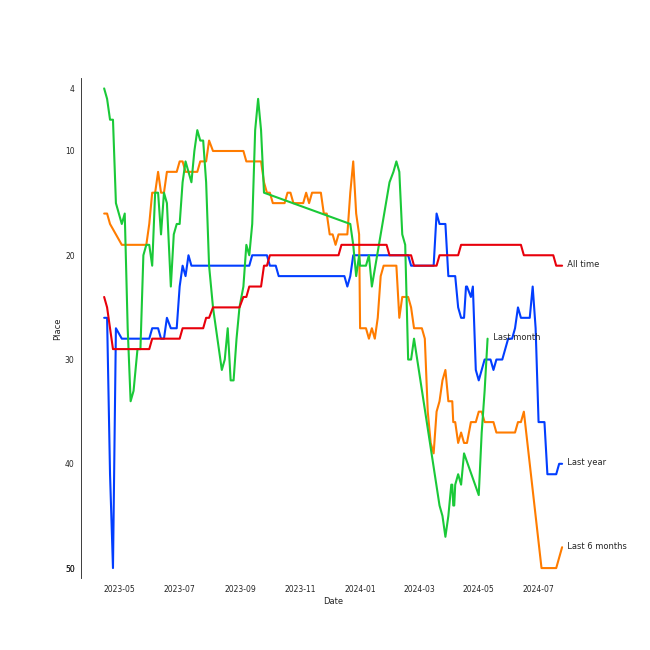 4
10
20
30
40
50
Place
2023-05
2023-07
2023-09
2023-11
2024-01
2024-03
2024-05
2024-07
Date
All time
Last month
Last year
Last 6 months